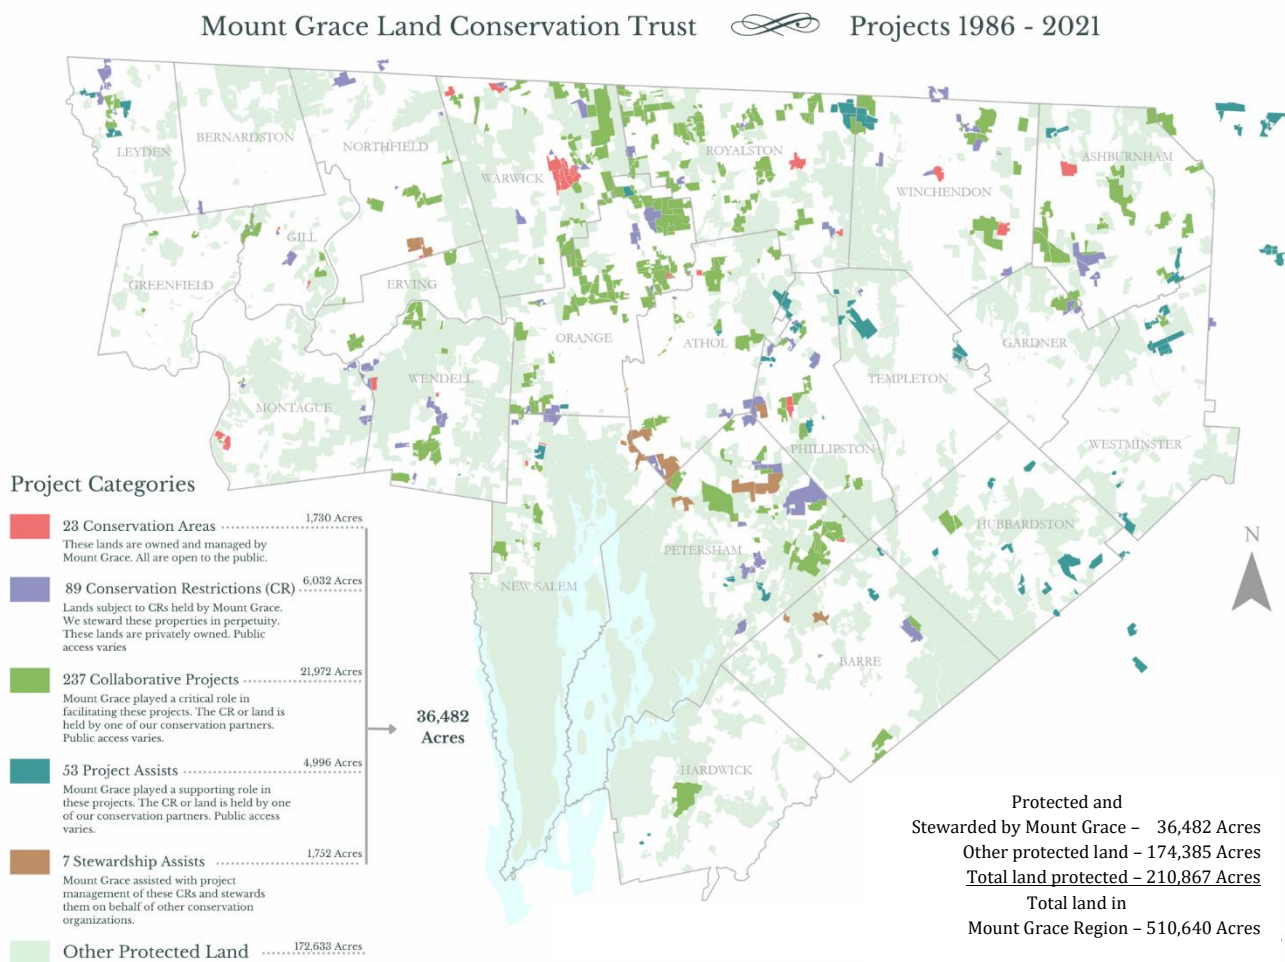 Mount Grace Land Conservation Trust Projects 1986 - 2021
LEYDEN
BERNARDSTON
NORTHFIELD
WARWICK
ROYALSTON
WINCHENDON
ASHBURNHAM
GILL
GREENFIELD
ERVING
ORANGE
ATHOL
GARDNER
TEMPLETON
WENDELL
MONTAGUE
PHILLIPSTON
WESTMINSTER
HUBBARDSTON
PETERSHAM
NEW SALEM
BARRE
HARDWICK
N
Project Categories
23 Conservation Areas 1,730 Acres
These lands are owned and managed by
Mount Grace. All are open to the public.
89 Conservation Restrictions (CR) 6,032 Acres
Lands subject to CRs held by Mount Grace.
We steward these properties in perpetuity.
These lands are privately owned. Public
access varies
237 Collaborative Projects 21,972 Acres
Mount Grace played a critical role in
facilitating these projects. The CR or land is
held by one of our conservation partners.
Public access varies.
53 Project Assists 4,996 Acres
Mount Grace played a supporting role in
these projects. The CR or land is held by one
of our conservation partners. Public access
varies.
7 Stewardship Assists 1,752 Acres
Mount Grace assisted with project
management of these CRs and stewards
them on behalf of other conservation
organizations.
Other Protected Land 172,633 Acres
36,482
Acres
Protected and
Stewarded by Mount Grace – 36,482 Acres
Other protected land – 174,385 Acres
Total land protected – 210,867 Acres
Total land in
Mount Grace Region – 510,640 Acres